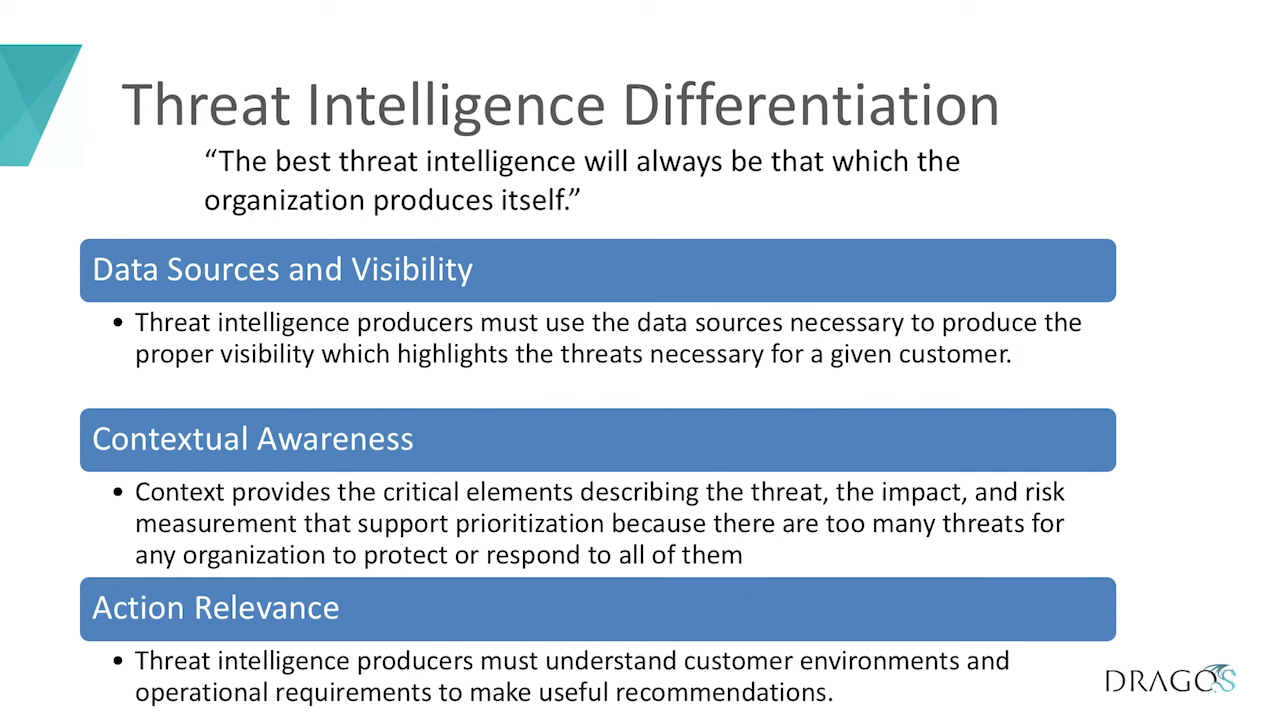 Threat Intelligence Differentiation
“The best threat intelligence will always be that which the
organization produces itself.”
Data Sources and Visibility
• Threat intelligence producers must use the data sources necessary to produce the
proper visibility which highlights the threats necessary for a given customer.
Contextual Awareness
• Context provides the critical elements describing the threat, the impact, and risk
measurement that support prioritization because there are too many threats for
any organization to protect or respond to all of them
Action Relevance
• Threat intelligence producers must understand customer environments and
operational requirements to make useful recommendations.
DRAGOS